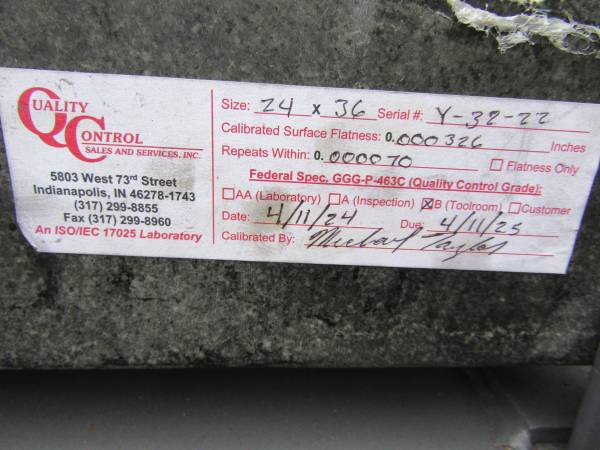 QUALITY
CONTROL
SALES AND SERVICES, INC.
5803 West 73rd Street
Indianapolis, IN 46278-1743
(317) 299-8855
Fax (317) 299-8960
An ISO/IEC 17025 Laboratory
Size: 24 x 36 Serial #: Y-32-22
Calibrated Surface Flatness: 0.000326 Inches
Repeats Within: 0.000070 Flatness Only
Federal Spec. GGG-P-463C (Quality Control Grade):
AA (Laboratory) A (Inspection) B (Toolroom) Customer
Date: 4/11/24 Due: 4/11/25
Calibrated By: Michael Taylor